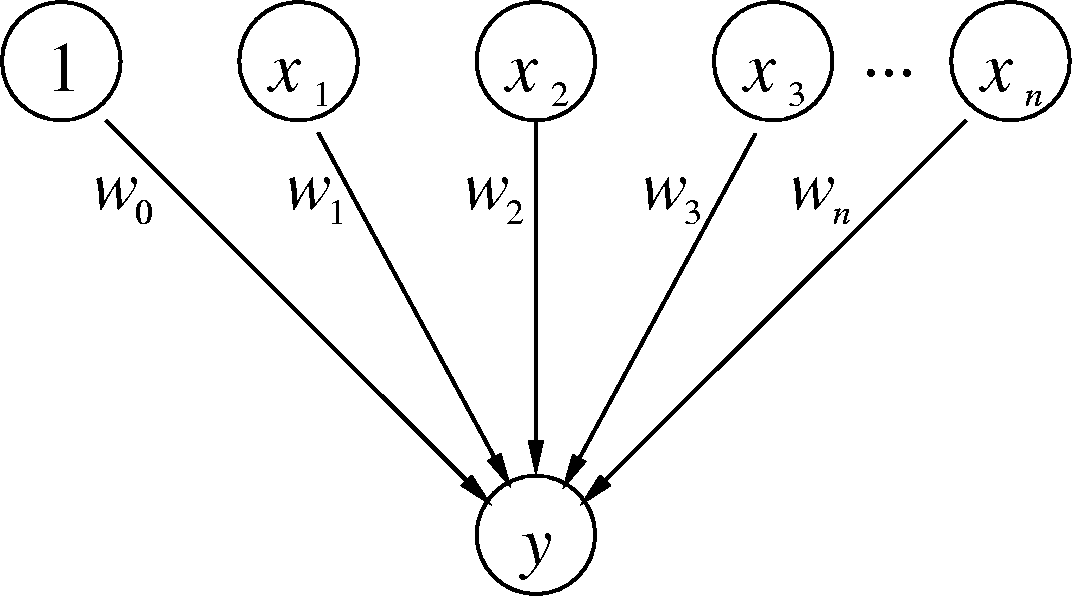 1 x₁ x₂ x₃ ... xₙ
w₀ w₁ w₂ w₃ wₙ
y